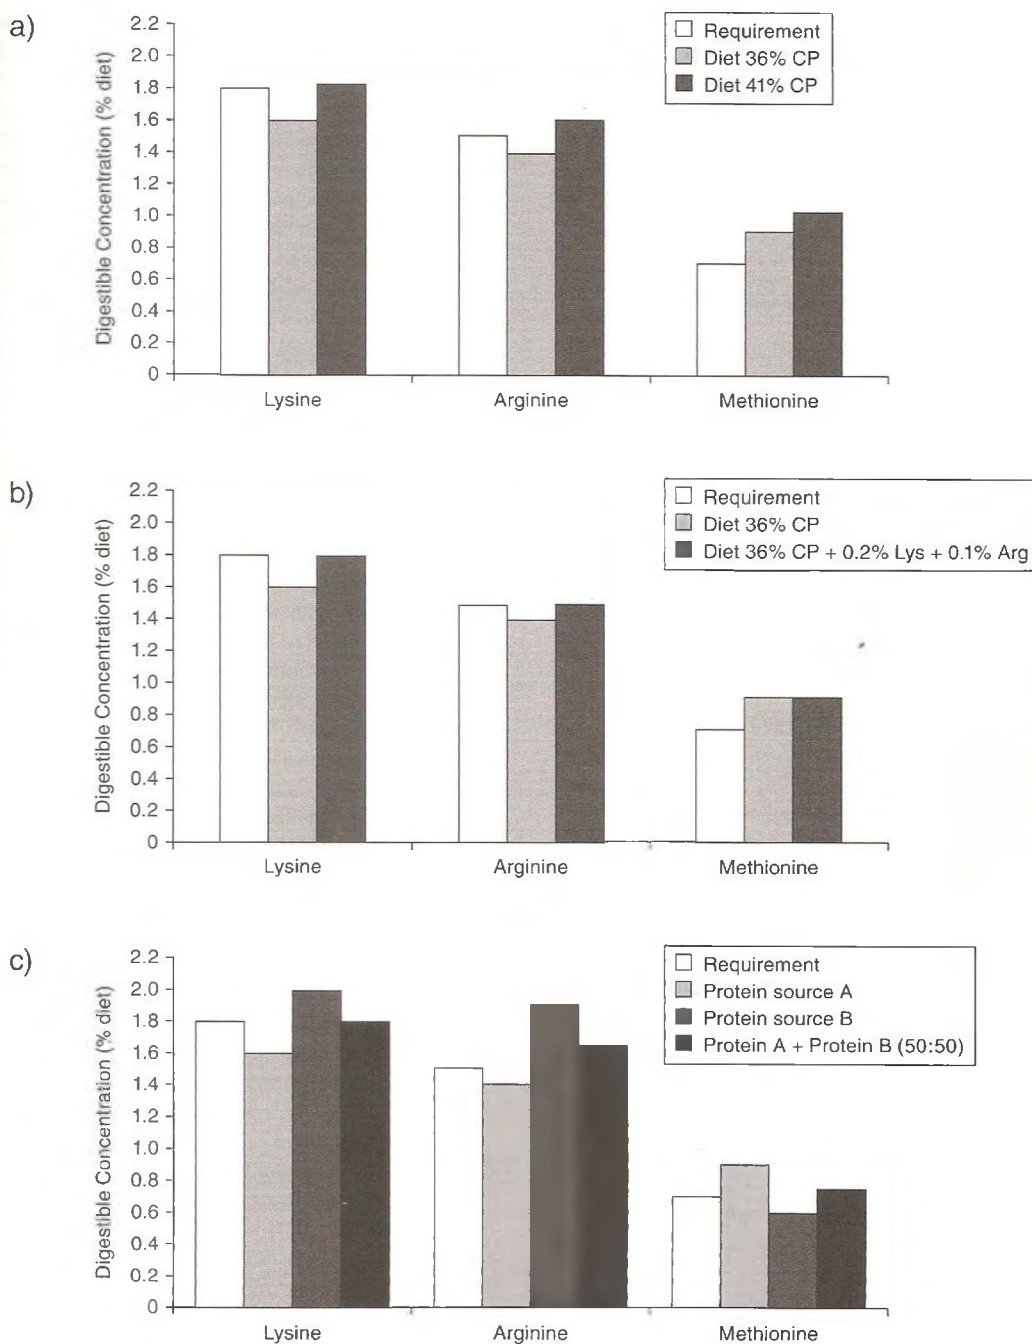 a)
Digestible Concentration (% diet)
2.2
2.0
1.8
1.6
1.4
1.2
1.0
0.8
0.6
0.4
0.2
0
Requirement
Diet 36% CP
Diet 41% CP
Lysine
Arginine
Methionine
b)
Digestible Concentration (% diet)
2.2
2.0
1.8
1.6
1.4
1.2
1.0
0.8
0.6
0.4
0.2
0
Requirement
Diet 36% CP
Diet 36% CP + 0.2% Lys + 0.1% Arg
Lysine
Arginine
Methionine
c)
Digestible Concentration (% diet)
2.2
2.0
1.8
1.6
1.4
1.2
1.0
0.8
0.6
0.4
0.2
0
Requirement
Protein source A
Protein source B
Protein A + Protein B (50:50)
Lysine
Arginine
Methionine